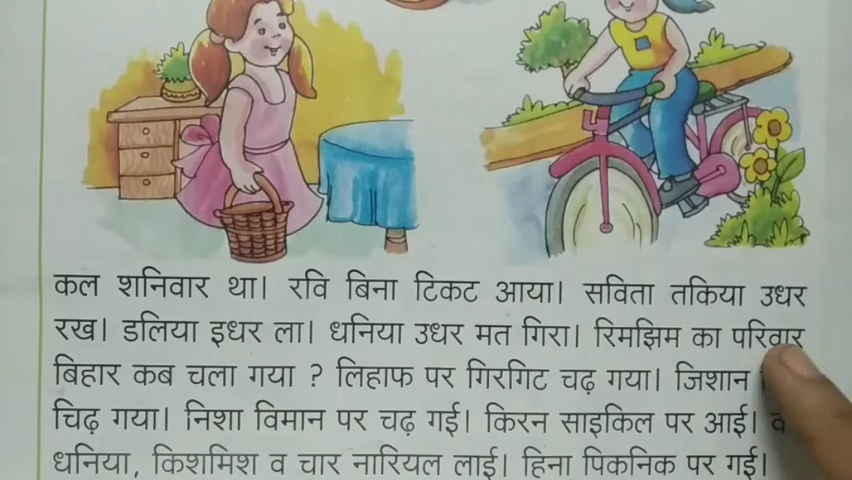 कल शनिवार था। रवि बिना टिकट आया। सविता तकिया उधर
रख। डलिया इधर ला। धनिया उधर मत गिरा। रिमझिम का परिवार
बिहार कब चला गया ? लिहाफ पर गिरगिट चढ़ गया। जिशान
चिढ़ गया। निशा विमान पर चढ़ गई। किरन साइकिल पर आई।
धनिया, किशमिश व चार नारियल लाई। हिना पिकनिक पर गई।